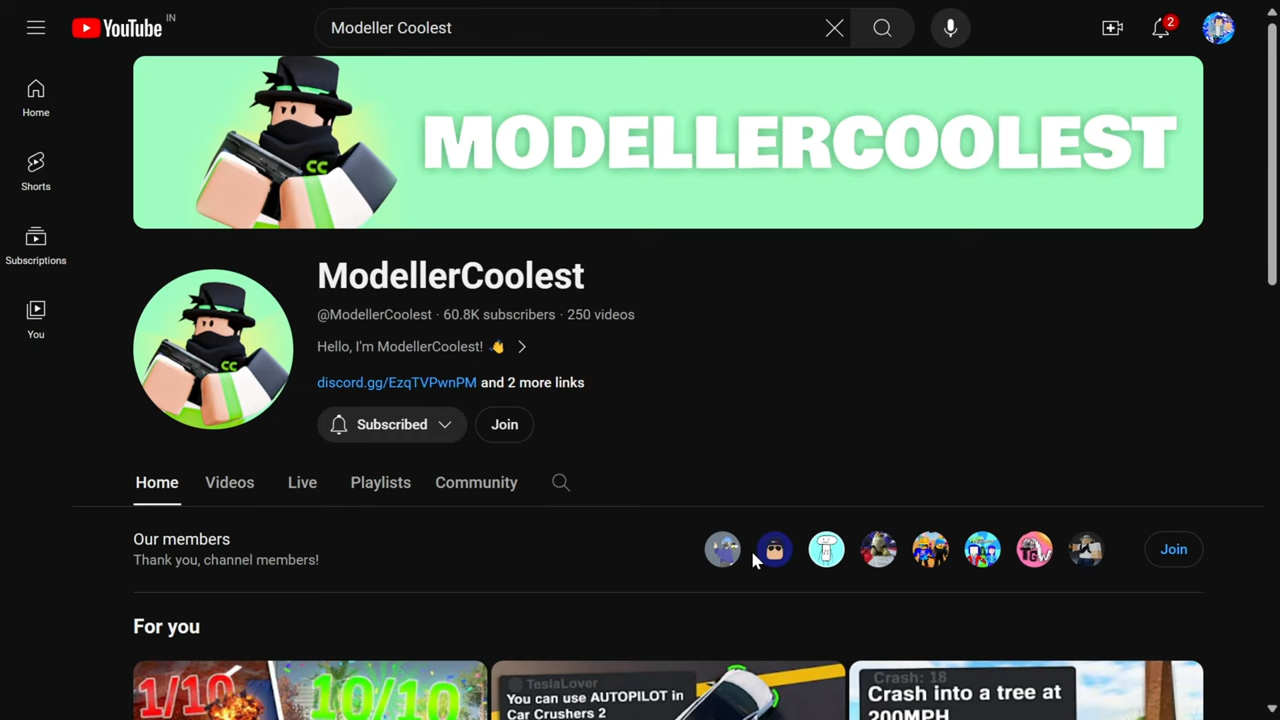 YouTube IN
Modeller Coolest
2
Home
Shorts
Subscriptions
You
MODELLERCOOLEST
CC
CC
ModellerCoolest
@ModellerCoolest · 60.8K subscribers · 250 videos
Hello, I'm ModellerCoolest! 👋
discord.gg/EzqTVPwnPM and 2 more links
Subscribed
Join
Home Videos Live Playlists Community
Our members
Thank you, channel members!
TGW
Join
For you
1/10 10/10
TeslaLover
You can use AUTOPILOT in
Car Crushers 2
Crash: 18
Crash into a tree at
200MPH